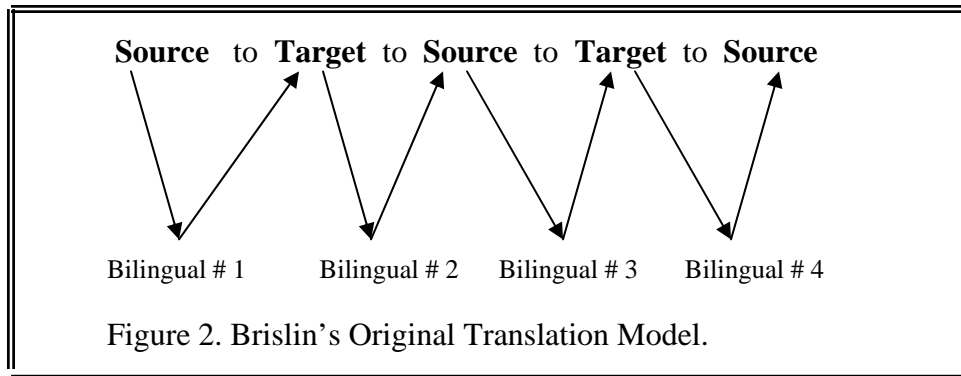 Source to Target to Source to Target to Source
Bilingual # 1 Bilingual # 2 Bilingual # 3 Bilingual # 4
Figure 2. Brislin’s Original Translation Model.